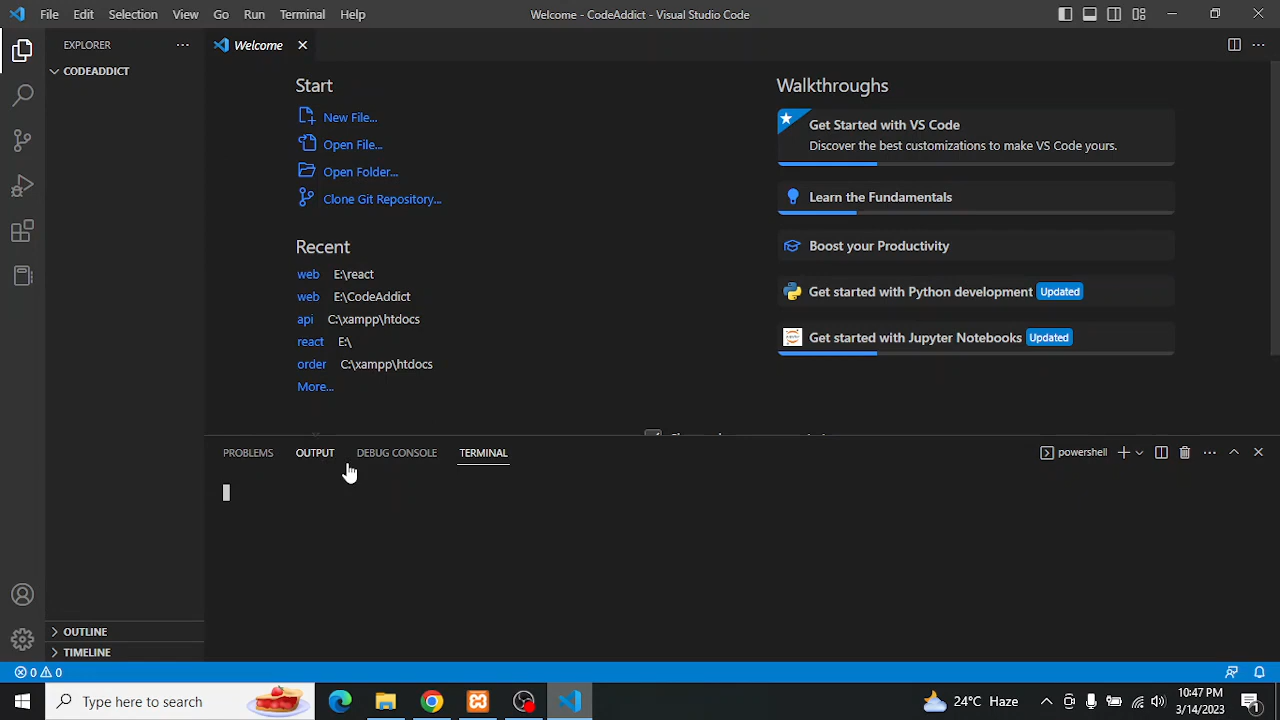 File Edit Selection View Go Run Terminal Help
Welcome - CodeAddict - Visual Studio Code
EXPLORER
Welcome
CODEADDICT
Start
New File...
Open File...
Open Folder...
Clone Git Repository...
Recent
web E:\react
web E:\CodeAddict
api C:\xampp\htdocs
react E:\
order C:\xampp\htdocs
More...
Walkthroughs
Get Started with VS Code
Discover the best customizations to make VS Code yours.
Learn the Fundamentals
Boost your Productivity
Get started with Python development Updated
Get started with Jupyter Notebooks Updated
PROBLEMS OUTPUT DEBUG CONSOLE TERMINAL
powershell
OUTLINE
TIMELINE
0 0
Type here to search
24°C Haze
10:47 PM
3/14/2023
1